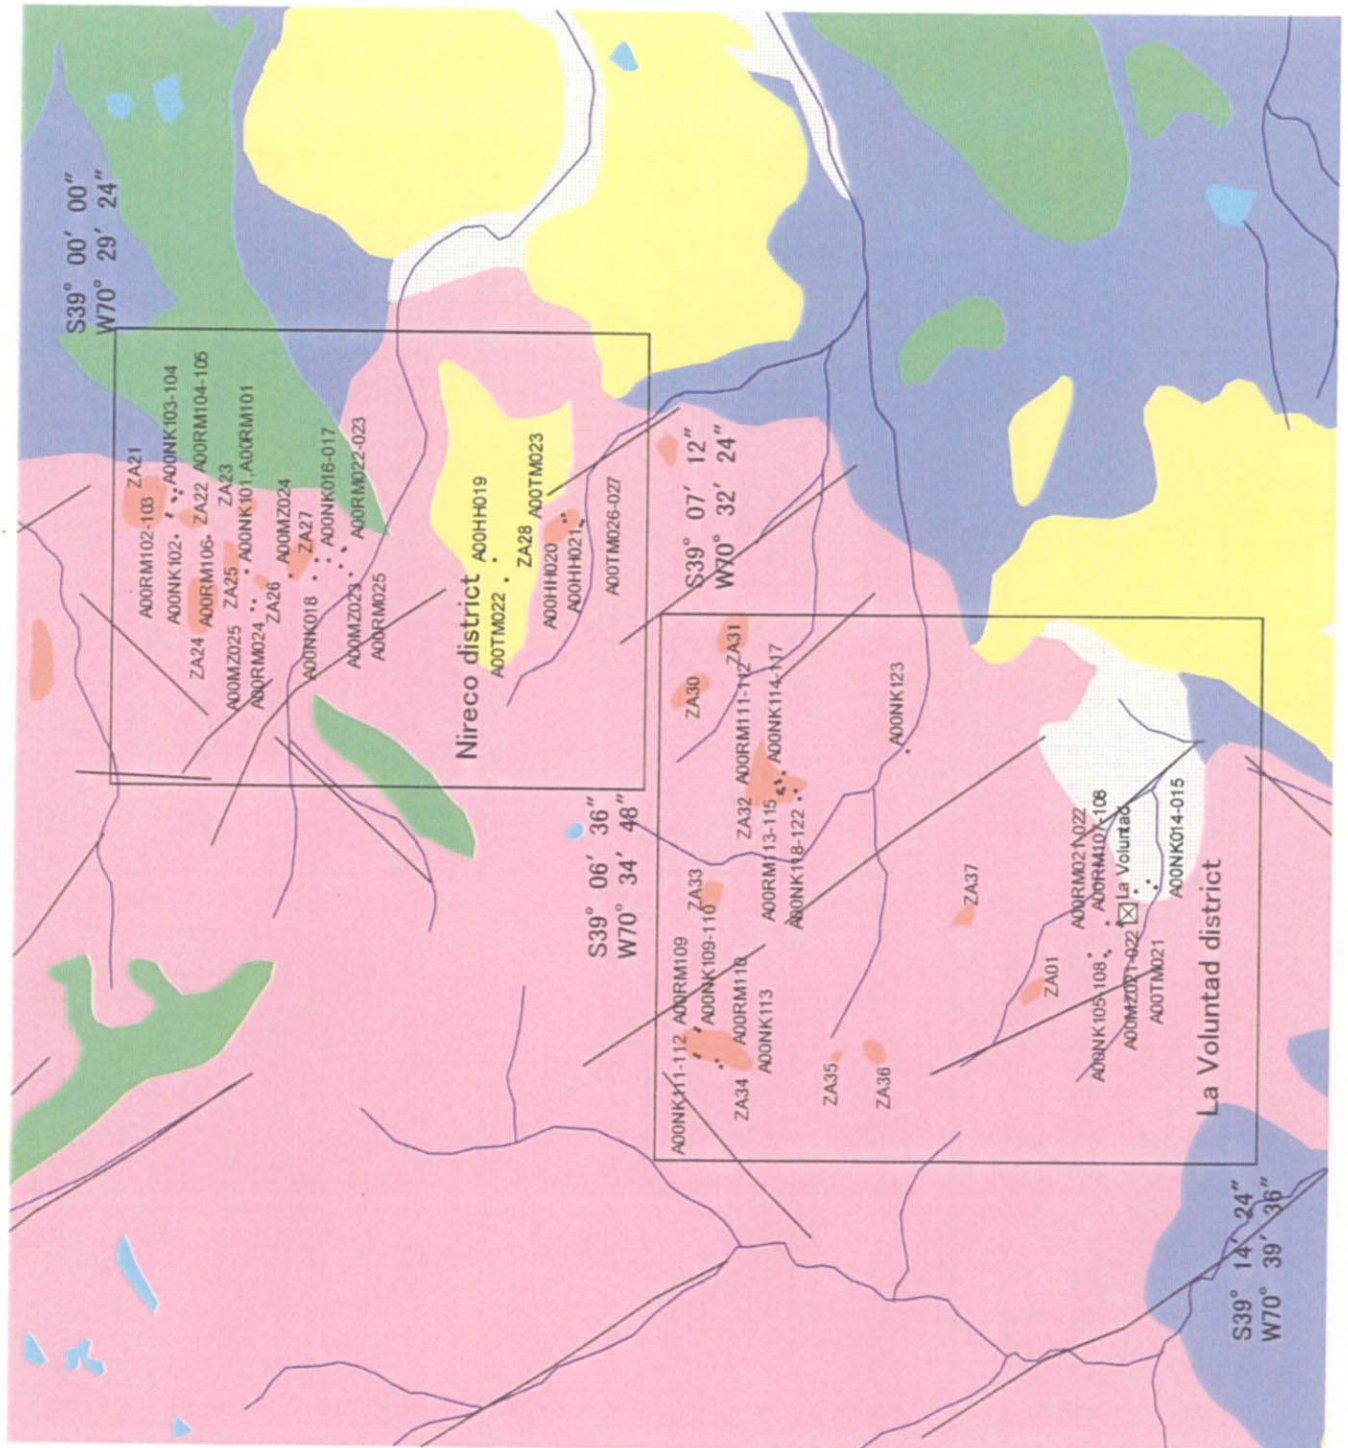 S39° 00′ 00″
W70° 29′ 24″
ZA21
A00RM102-103
A00NK103-104
A00NK102
ZA22 A00RM104-105
A00RM106
ZA24
ZA23
A00NK101,A00RM101
ZA25
A00MZ025
A00MZ024
ZA26
A00RM024
ZA27
A00NK016-017
A00NK018
A00RM022-023
A00MZ023
A00RM025
Nireco district
A00HH019
A00TM022
ZA28
A00TM023
A00HH020
A00HH021
A00TM026-027
S39° 06′ 36″
W70° 34′ 48″
S39° 07′ 12″
W70° 32′ 24″
ZA30
ZA31
A00RM111-112
ZA32
A00NK114-117
A00RM113-115
A00NK118-122
A00NK123
ZA33
A00RM109
A00NK111-112
A00NK109-110
A00RM110
ZA34
A00NK113
ZA35
ZA36
ZA37
ZA01
A00RM021-022
A00RM107-108
La Voluntad
A00NK105-108
A00MZ021-022
A00TM021
A00NK014-015
La Voluntad district
S39° 14′ 24″
W70° 39′ 36″